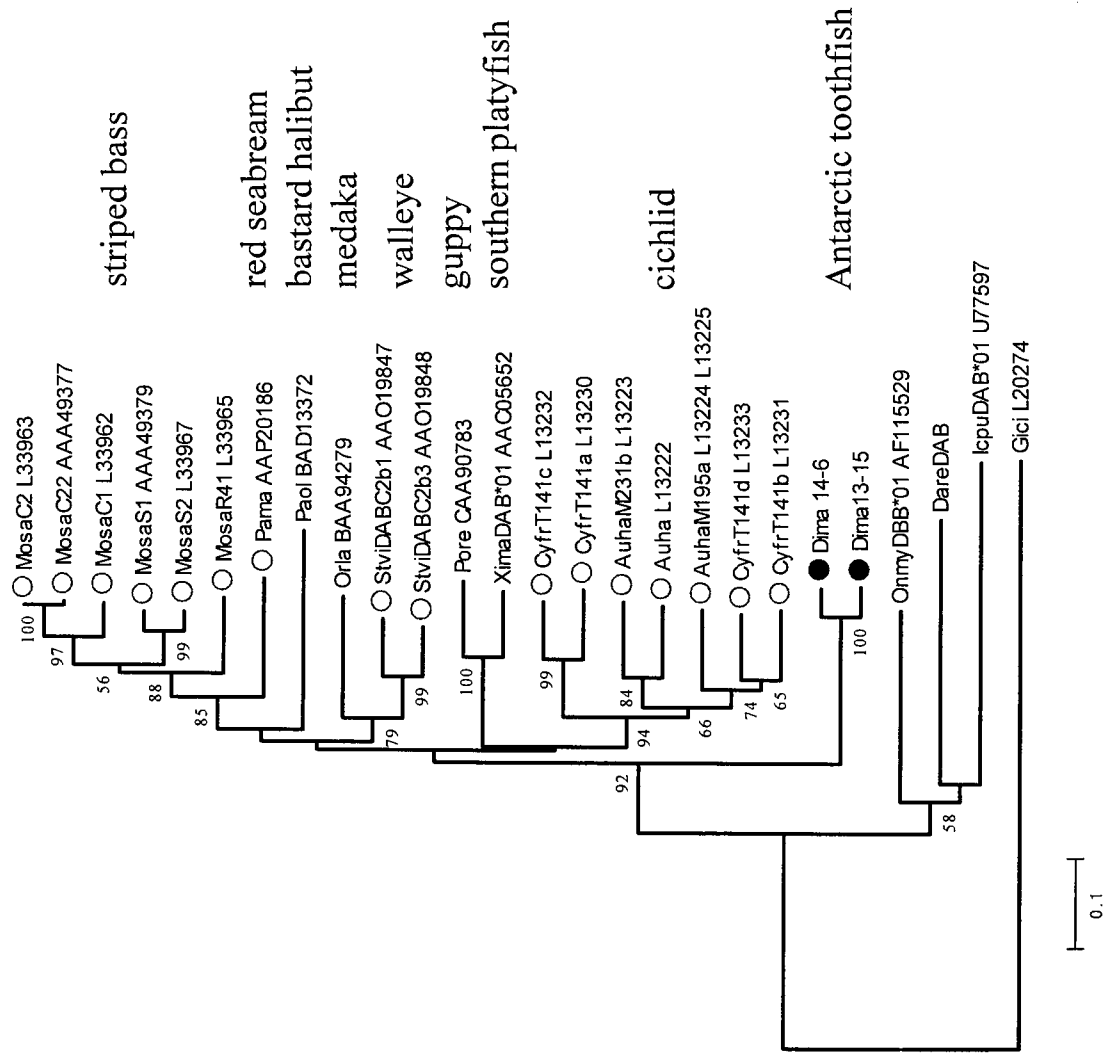 100
MosaC2 L33963
MosaC22 AAA49377
97
MosaC1 L33962
striped bass
56
MosaS1 AAA49379
99
MosaS2 L33967
88
MosaR41 L33965
85
Pama AAP20186
red seabream
Paol BAD13372
bastard halibut
Orla BAA94279
medaka
79
StviDABC2b1 AAO19847
walleye
99
StviDABC2b3 AAO19848
100
Pore CAA90783
guppy
XimaDAB*01 AAC05652
southern platyfish
99
CyfrT141c L13232
CyfrT141a L13230
84
AuhaM231b L13223
94
Auha L13222
cichlid
66
AuhaM195a L13224 L13225
74
CyfrT141d L13233
65
CyfrT141b L13231
92
Dima 14-6
Antarctic toothfish
100
Dima13-15
OnmyDBB*01 AF115529
58
DareDAB
IcpuDAB*01 U77597
Gici L20274
0.1